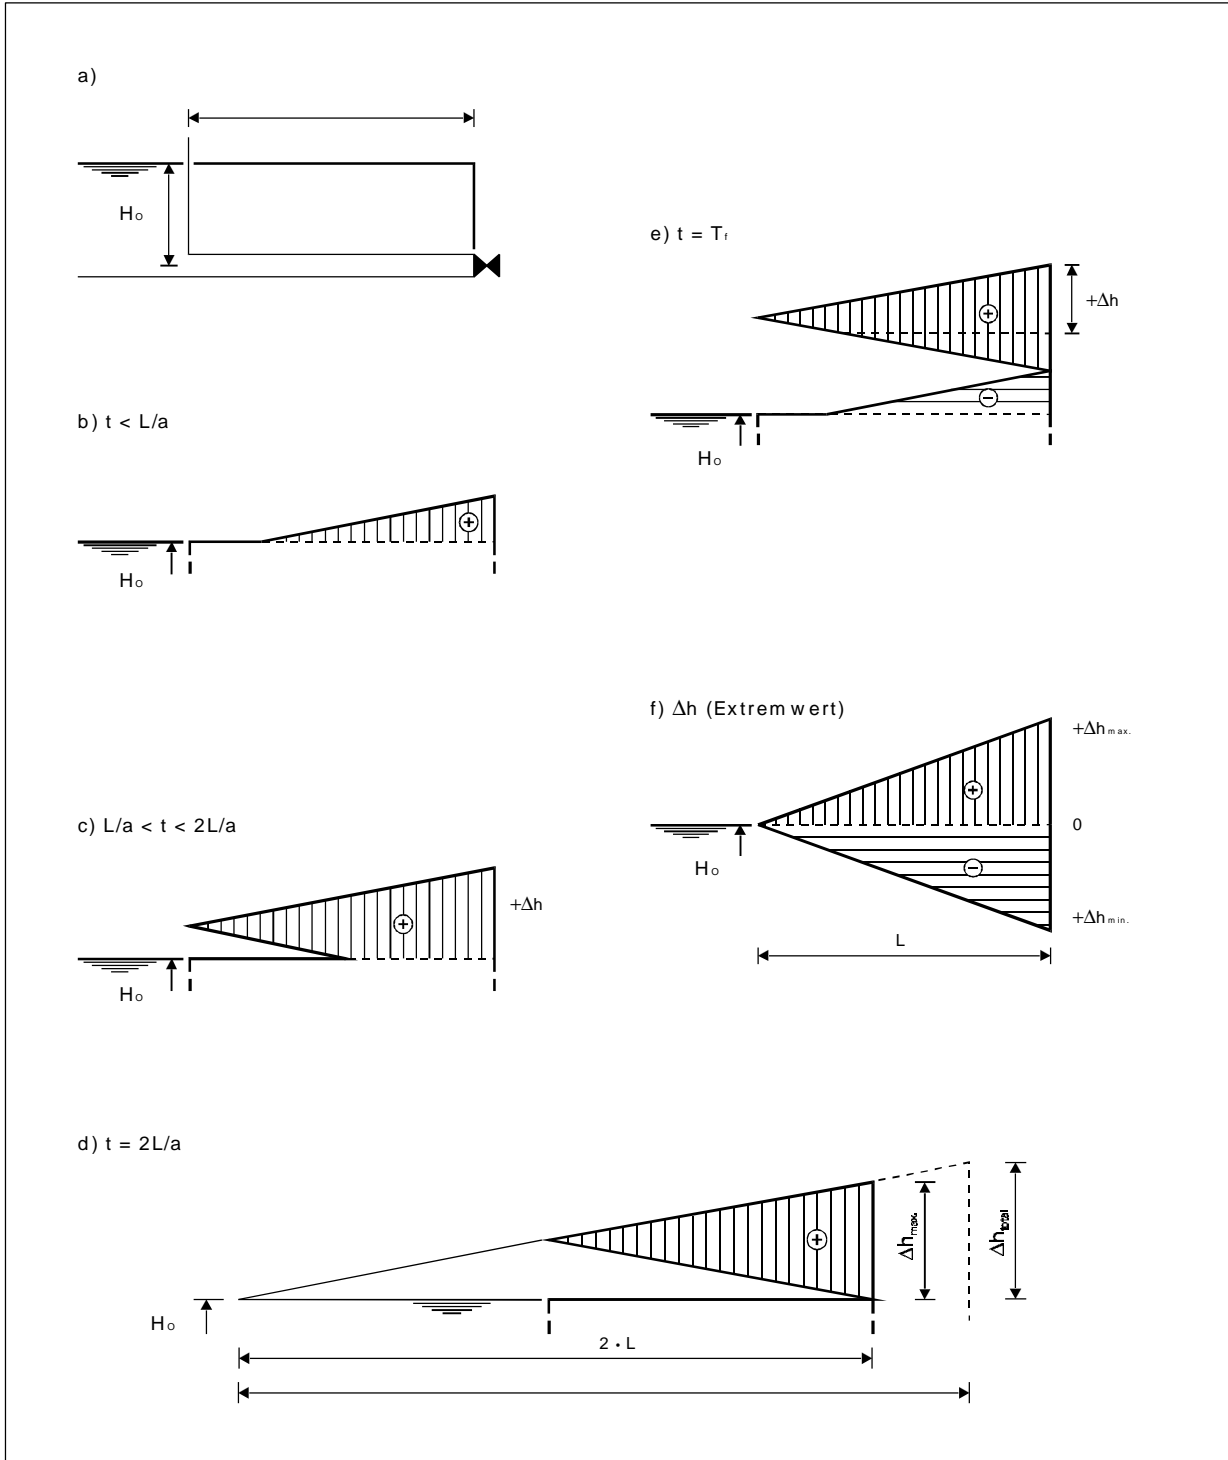 a)
Ho
b) t < L/a
Ho
c) L/a < t < 2L/a
+Δh
Ho
d) t = 2L/a
Δhmax.
Δhtotal
Ho
2 · L
e) t = Tf
+Δh
Ho
f) Δh (Extremwert)
+Δhmax.
0
Ho
+Δhmin.
L